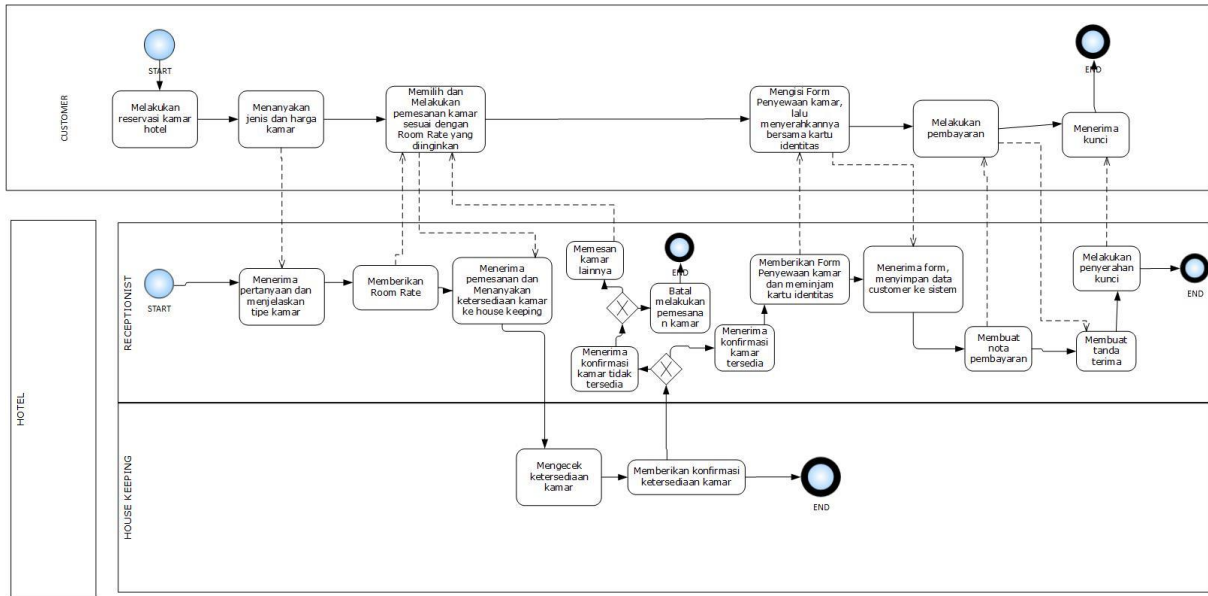 CUSTOMER
START
Melakukan
reservasi kamar
hotel
Menanyakan
jenis dan harga
kamar
Memilih dan
Melakukan
pemesanan kamar
sesuai dengan
Room Rate yang
diinginkan
Mengisi Form
Penyewaan kamar,
lalu
menyerahkannya
bersama kartu
identitas
Melakukan
pembayaran
Menerima
kunci
END
HOTEL
RECEPTIONIST
START
Menerima
pertanyaan dan
menjelaskan
tipe kamar
Memberikan
Room Rate
Menerima
pemesanan dan
Menanyakan
ketersediaan kamar
ke house keeping
Memesan
kamar
lainnya
END
Batal
melakukan
pemesana
n kamar
Menerima
konfirmasi
kamar tidak
tersedia
Menerima
konfirmasi
kamar
tersedia
Memberikan Form
Penyewaan kamar
dan meminjam
kartu identitas
Menerima form,
menyimpan data
customer ke sistem
Membuat
nota
pembayaran
Membuat
tanda
terima
Melakukan
penyerahan
kunci
END
HOUSE KEEPING
Mengecek
ketersediaan
kamar
Memberikan konfirmasi
ketersediaan kamar
END